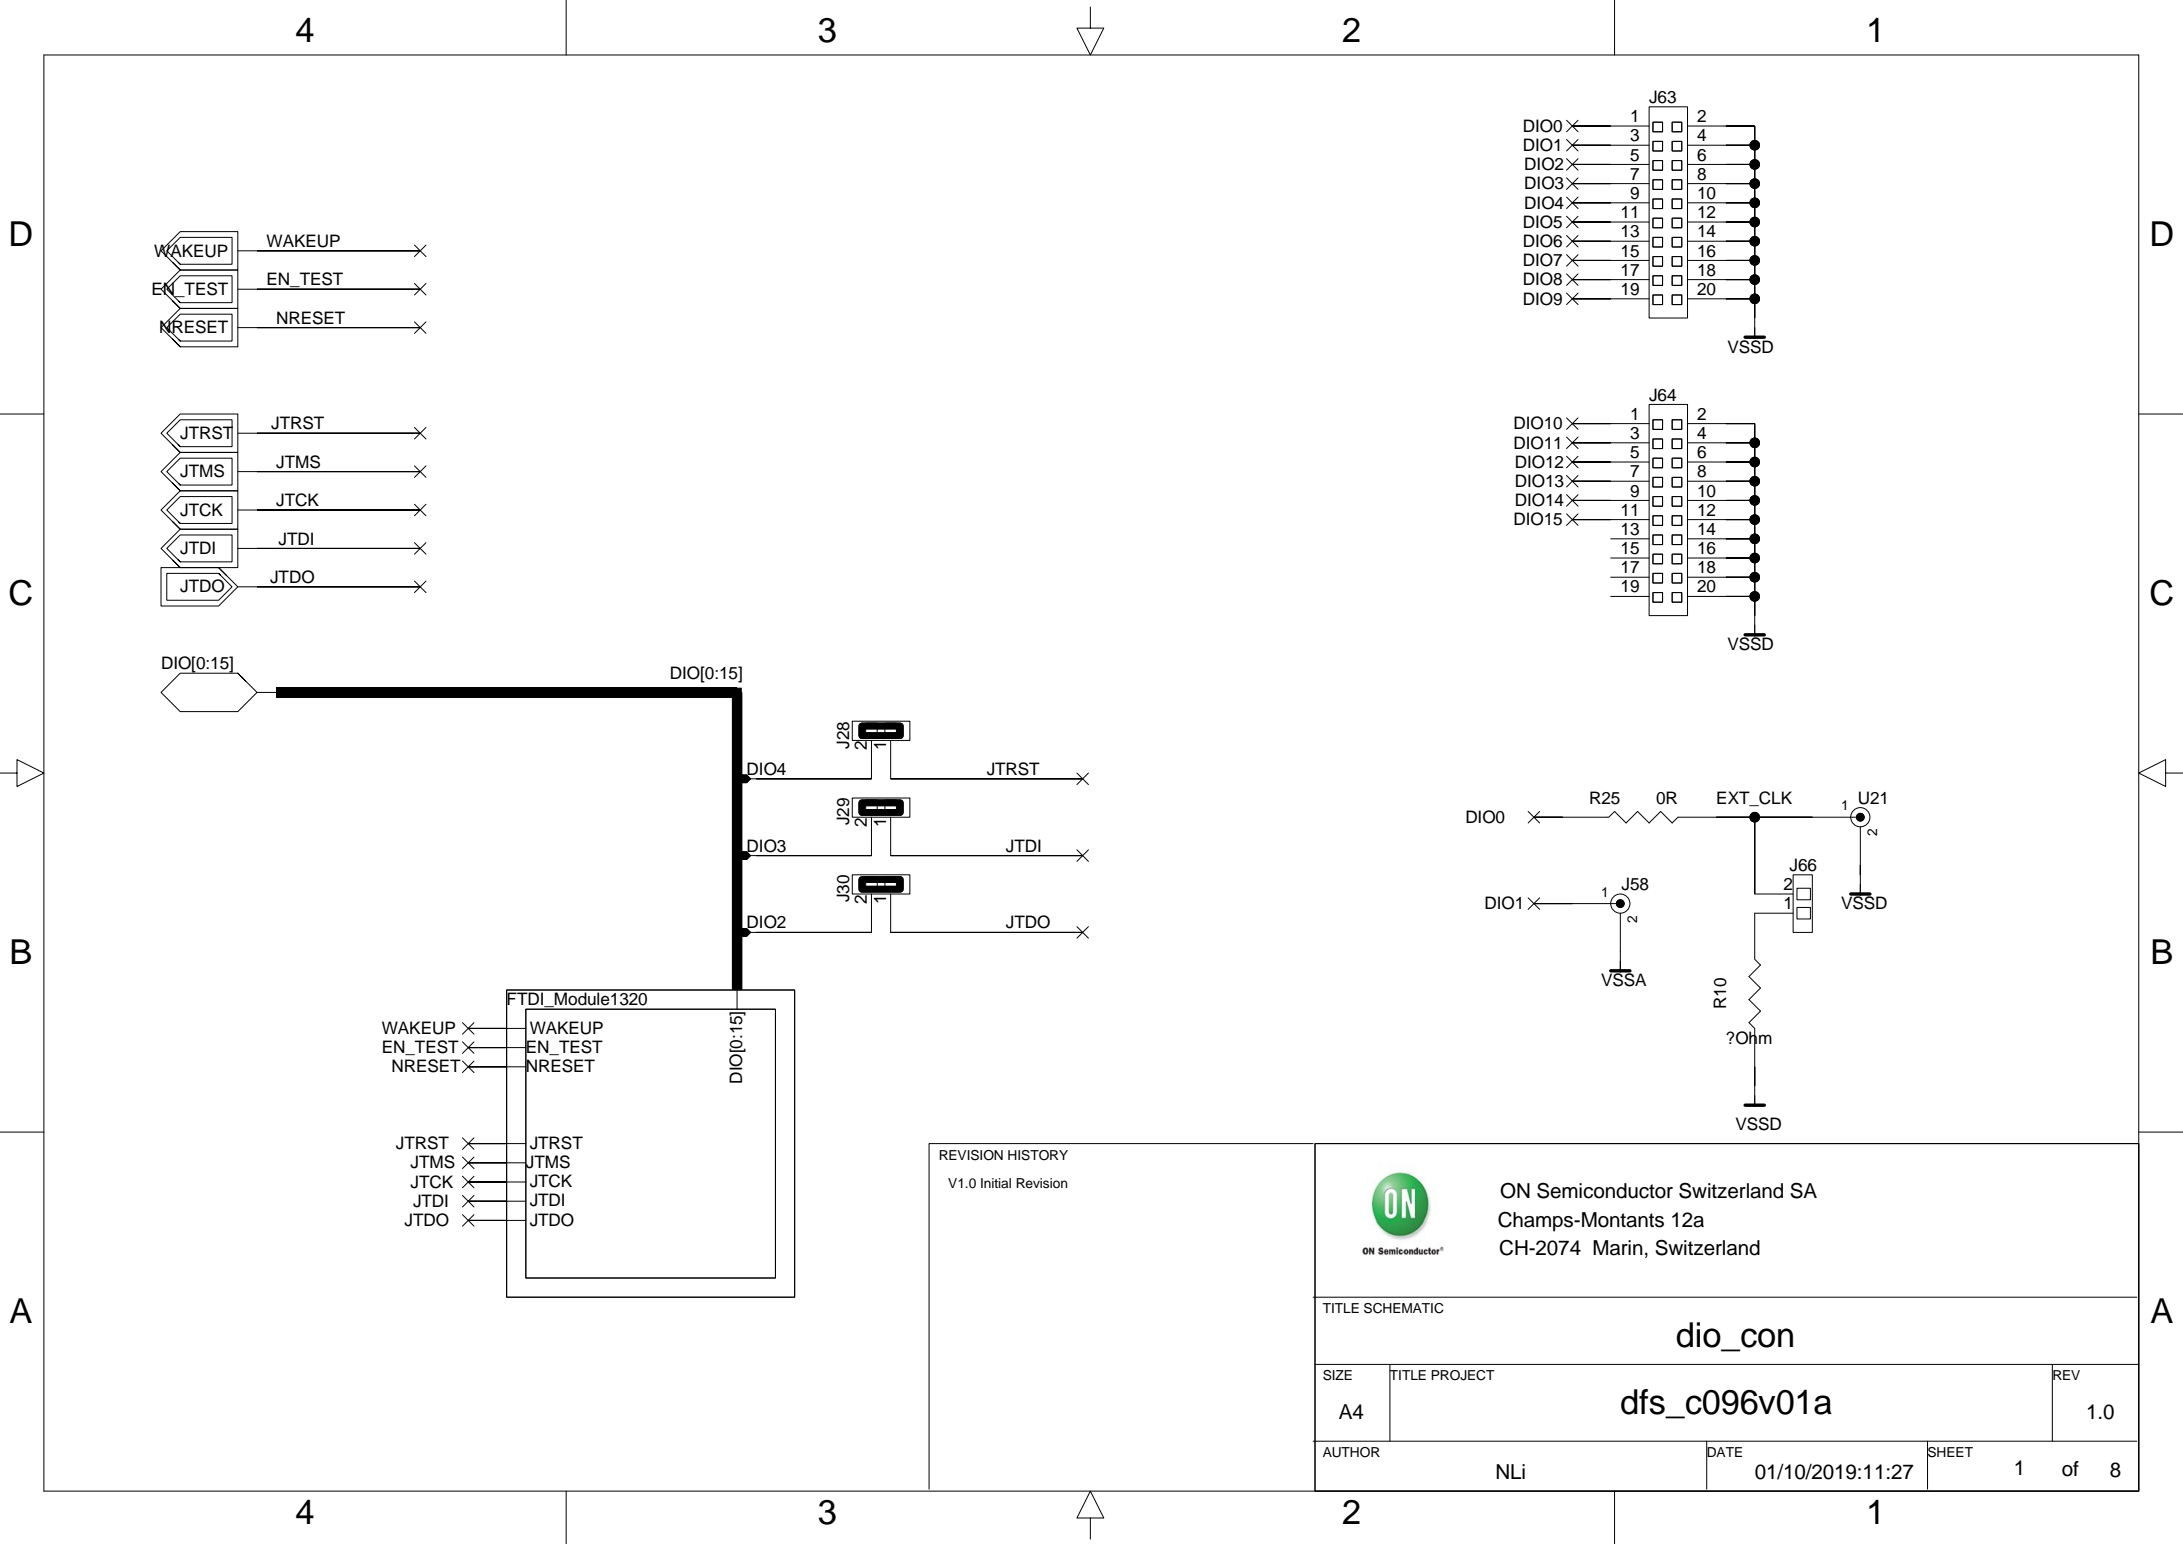 4 3 2 1
D
D
C
C
B
B
A
A
WAKEUP WAKEUP
EN_TEST EN_TEST
NRESET NRESET
JTRST JTRST
JTMS JTMS
JTCK JTCK
JTDI JTDI
JTDO JTDO
DIO[0:15]
DIO[0:15]
J28
2 1
DIO4 JTRST
J29
2 1
DIO3 JTDI
J30
2 1
DIO2 JTDO
FTDI_Module1320
DIO[0:15]
WAKEUP WAKEUP
EN_TEST EN_TEST
NRESET NRESET
JTRST JTRST
JTMS JTMS
JTCK JTCK
JTDI JTDI
JTDO JTDO
J63
DIO0 1 2
DIO1 3 4
DIO2 5 6
DIO3 7 8
DIO4 9 10
DIO5 11 12
DIO6 13 14
DIO7 15 16
DIO8 17 18
DIO9 19 20
VSSD
J64
DIO10 1 2
DIO11 3 4
DIO12 5 6
DIO13 7 8
DIO14 9 10
DIO15 11 12
13 14
15 16
17 18
19 20
VSSD
DIO0 R25 0R EXT_CLK 1 U21
2
VSSD
J66
2
1
DIO1 1 J58
2
VSSA
R10
?Ohm
VSSD
REVISION HISTORY
V1.0 Initial Revision
ON
ON Semiconductor®
ON Semiconductor Switzerland SA
Champs-Montants 12a
CH-2074 Marin, Switzerland
TITLE SCHEMATIC
dio_con
SIZE
A4
TITLE PROJECT
dfs_c096v01a
REV
1.0
AUTHOR
NLi
DATE
01/10/2019:11:27
SHEET
1 of 8
4 3 2 1